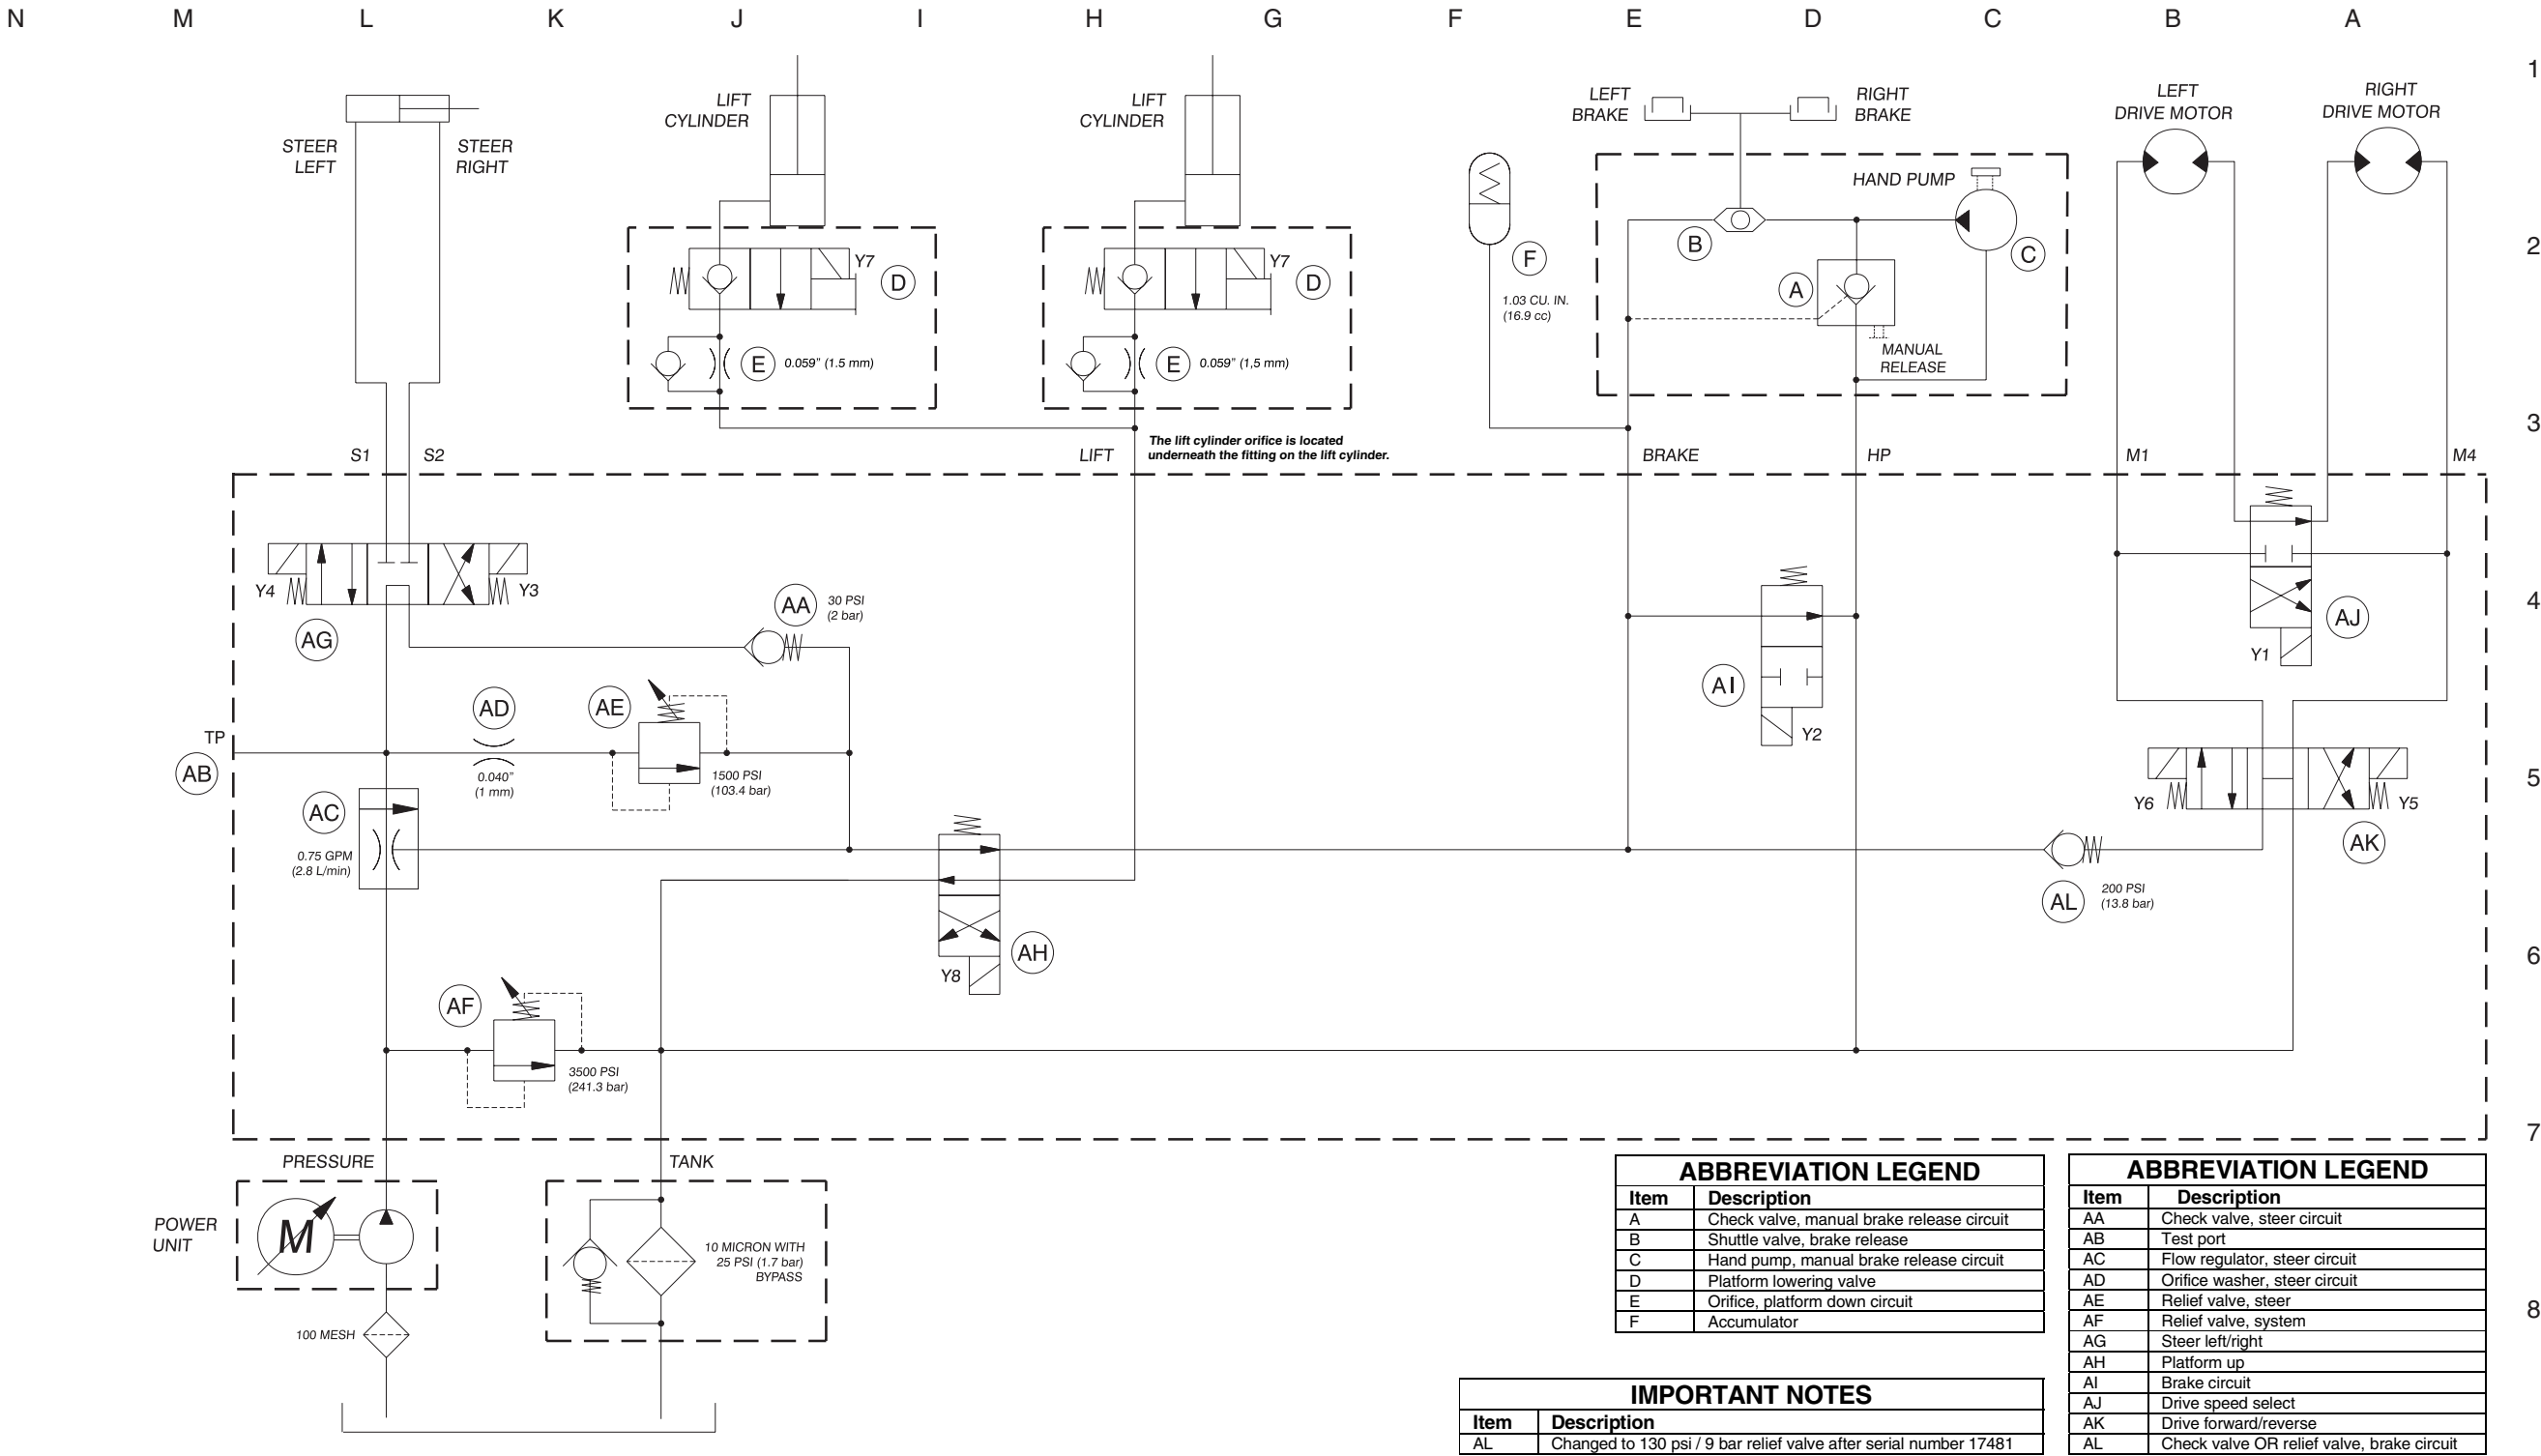 N M L K J I H G F E D C B A
1
LIFT
CYLINDER
LIFT
CYLINDER
LEFT
BRAKE
RIGHT
BRAKE
LEFT
DRIVE MOTOR
RIGHT
DRIVE MOTOR
STEER
LEFT
STEER
RIGHT
HAND PUMP
2
Y7
D
Y7
D
F
1.03 CU. IN.
(16.9 cc)
B
C
A
MANUAL
RELEASE
E
0.059" (1.5 mm)
E
0.059" (1,5 mm)
3
The lift cylinder orifice is located
underneath the fitting on the lift cylinder.
S1
S2
LIFT
BRAKE
HP
M1
M4
4
Y4
Y3
AG
AA
30 PSI
(2 bar)
AI
Y2
AJ
Y1
5
TP
AB
AD
0.040"
(1 mm)
AE
1500 PSI
(103.4 bar)
AC
0.75 GPM
(2.8 L/min)
Y6
Y5
AK
AL
200 PSI
(13.8 bar)
6
AH
Y8
AF
3500 PSI
(241.3 bar)
7
PRESSURE
TANK
POWER
UNIT
M
10 MICRON WITH
25 PSI (1.7 bar)
BYPASS
8
100 MESH
ABBREVIATION LEGEND
Item Description
A Check valve, manual brake release circuit
B Shuttle valve, brake release
C Hand pump, manual brake release circuit
D Platform lowering valve
E Orifice, platform down circuit
F Accumulator
IMPORTANT NOTES
Item Description
AL Changed to 130 psi / 9 bar relief valve after serial number 17481
ABBREVIATION LEGEND
Item Description
AA Check valve, steer circuit
AB Test port
AC Flow regulator, steer circuit
AD Orifice washer, steer circuit
AE Relief valve, steer
AF Relief valve, system
AG Steer left/right
AH Platform up
AI Brake circuit
AJ Drive speed select
AK Drive forward/reverse
AL Check valve OR relief valve, brake circuit